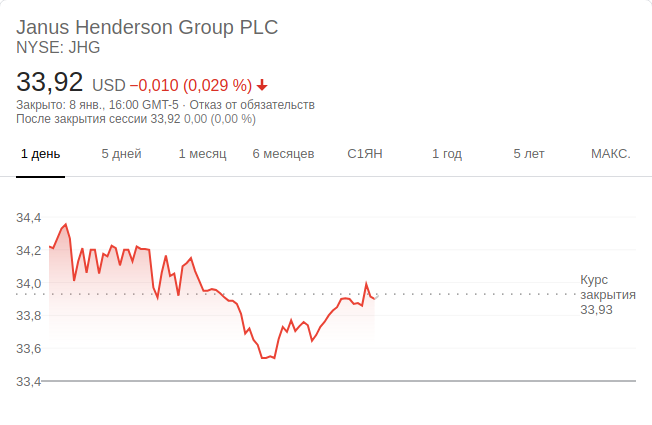 Janus Henderson Group PLC
NYSE: JHG
33,92 USD −0,010 (0,029 %)
Закрыто: 8 янв., 16:00 GMT-5 · Отказ от обязательств
После закрытия сессии 33,92 0,00 (0,00 %)
1 день 5 дней 1 месяц 6 месяцев С1ЯН 1 год 5 лет МАКС.
34,4
34,2
34,0
33,8
33,6
33,4
Курс
закрытия
33,93